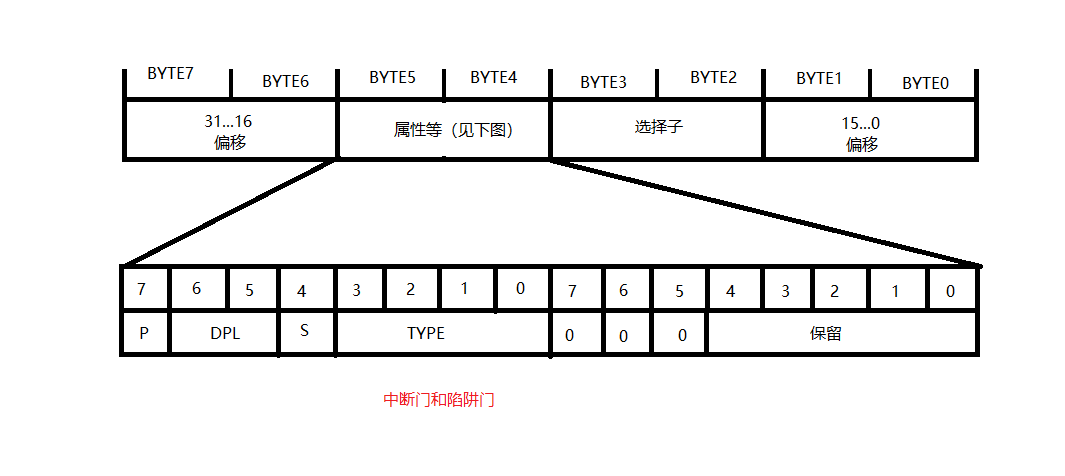 BYTE7 BYTE6 BYTE5 BYTE4 BYTE3 BYTE2 BYTE1 BYTE0
31...16 属性等（见下图） 选择子 15...0
偏移 偏移
7 6 5 4 3 2 1 0 7 6 5 4 3 2 1 0
P DPL S TYPE 0 0 0 保留
中断门和陷阱门